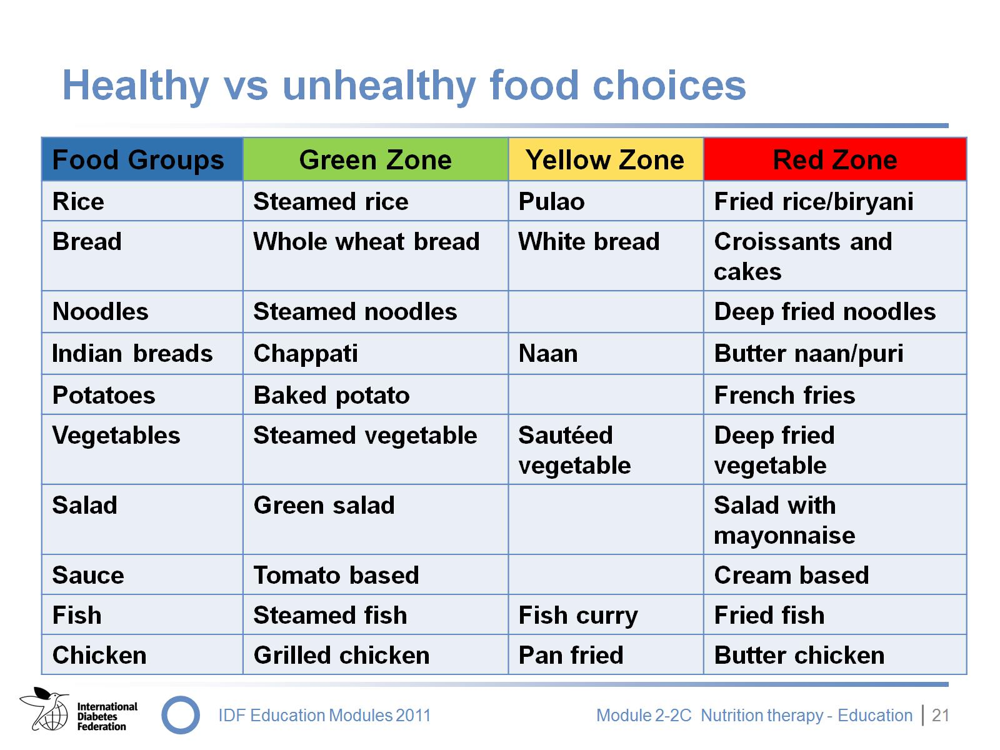 Healthy vs unhealthy food choices
Food Groups Green Zone Yellow Zone Red Zone
Rice Steamed rice Pulao Fried rice/biryani
Bread Whole wheat bread White bread Croissants and
cakes
Noodles Steamed noodles Deep fried noodles
Indian breads Chappati Naan Butter naan/puri
Potatoes Baked potato French fries
Vegetables Steamed vegetable Sautéed Deep fried
vegetable vegetable
Salad Green salad Salad with
mayonnaise
Sauce Tomato based Cream based
Fish Steamed fish Fish curry Fried fish
Chicken Grilled chicken Pan fried Butter chicken
International
Diabetes
Federation
IDF Education Modules 2011
Module 2-2C Nutrition therapy - Education | 21